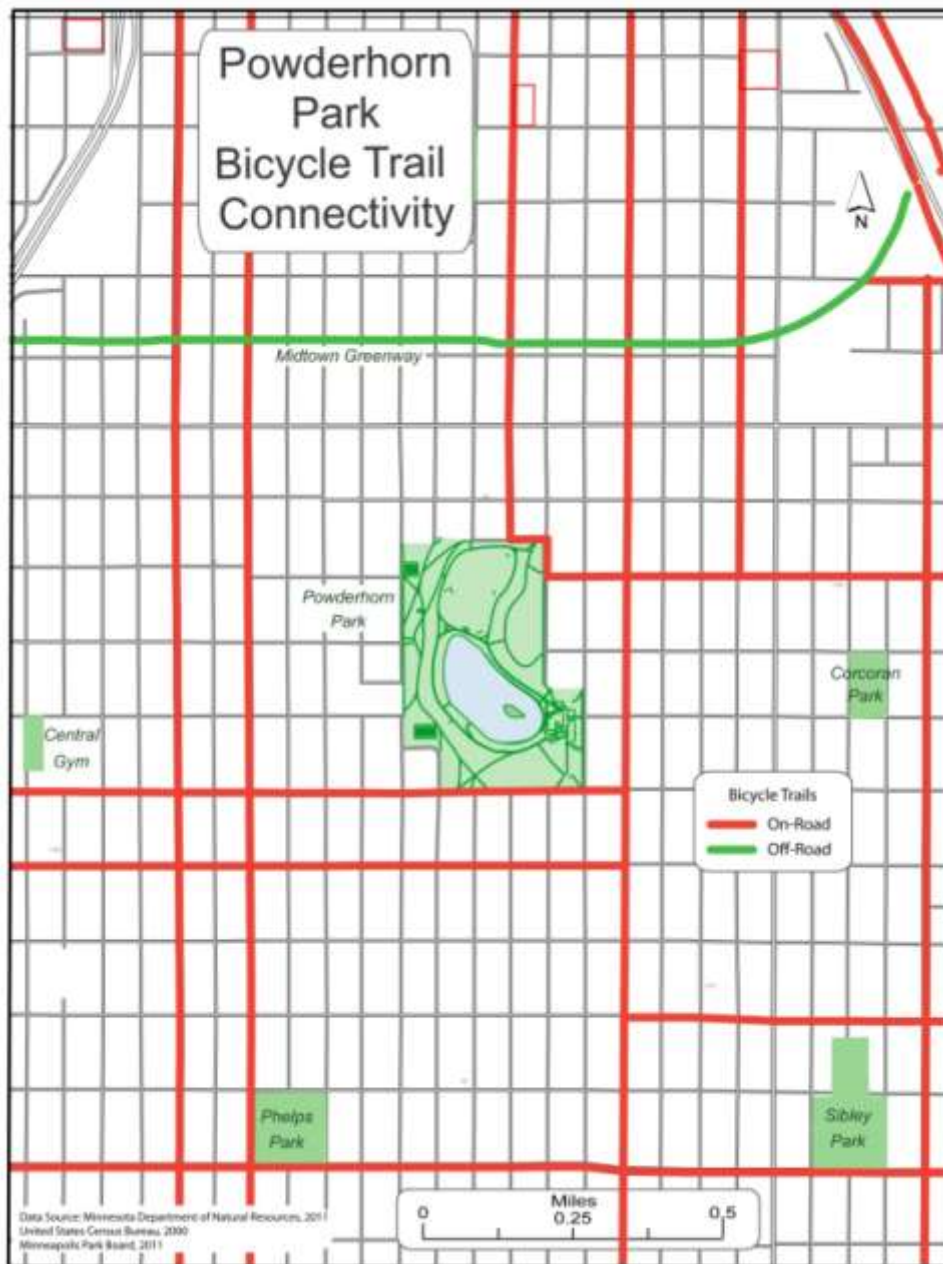 Powderhorn
Park
Bicycle Trail
Connectivity
N
Midtown Greenway
Powderhorn
Park
Corcoran
Park
Central
Gym
Bicycle Trails
On-Road
Off-Road
Phelps
Park
Sibley
Park
Miles
0 0.25 0.5
Data Source: Minnesota Department of Natural Resources, 2011
United States Census Bureau, 2000
Minneapolis Park Board, 2011